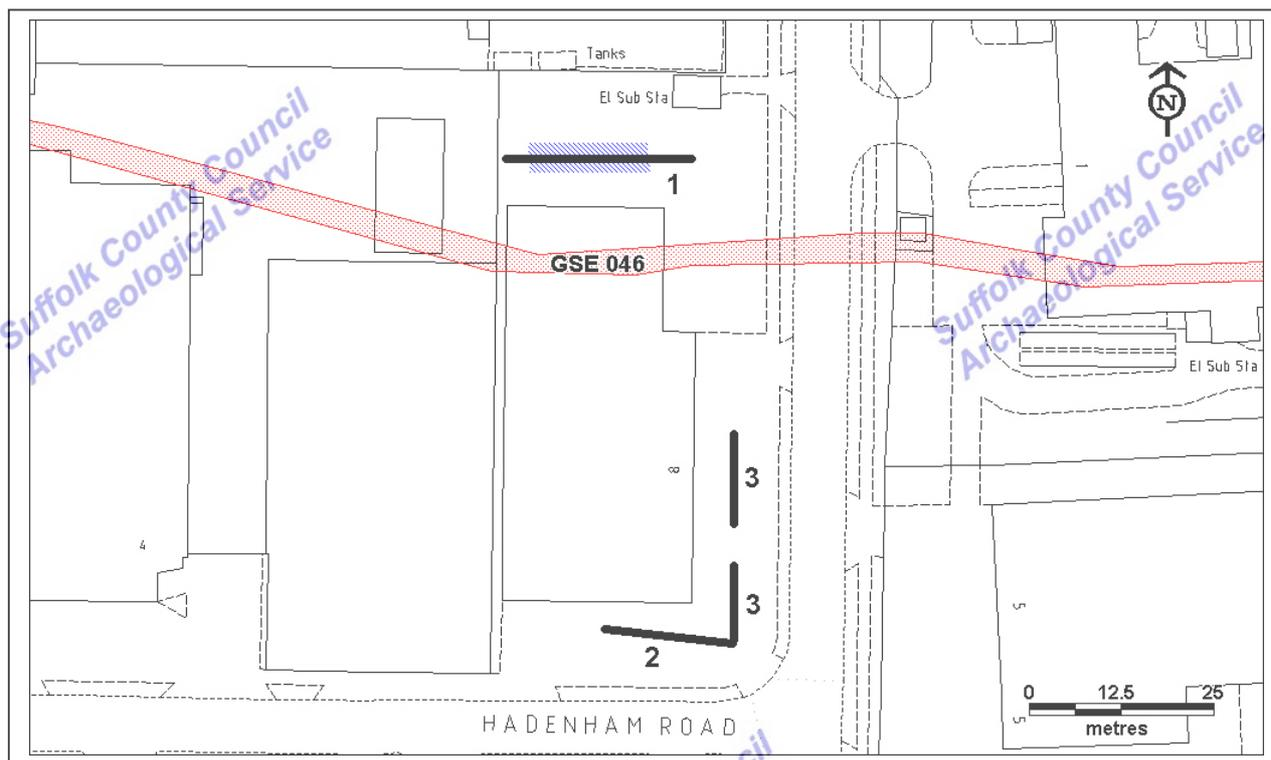 Tanks
El Sub Sta
N
1
Suffolk County Council
Archaeological Service
Suffolk County Council
Archaeological Service
GSE 046
El Sub Sta
8
3
4
3
5
2
0 12.5 25
metres
5
HADENHAM ROAD
cil